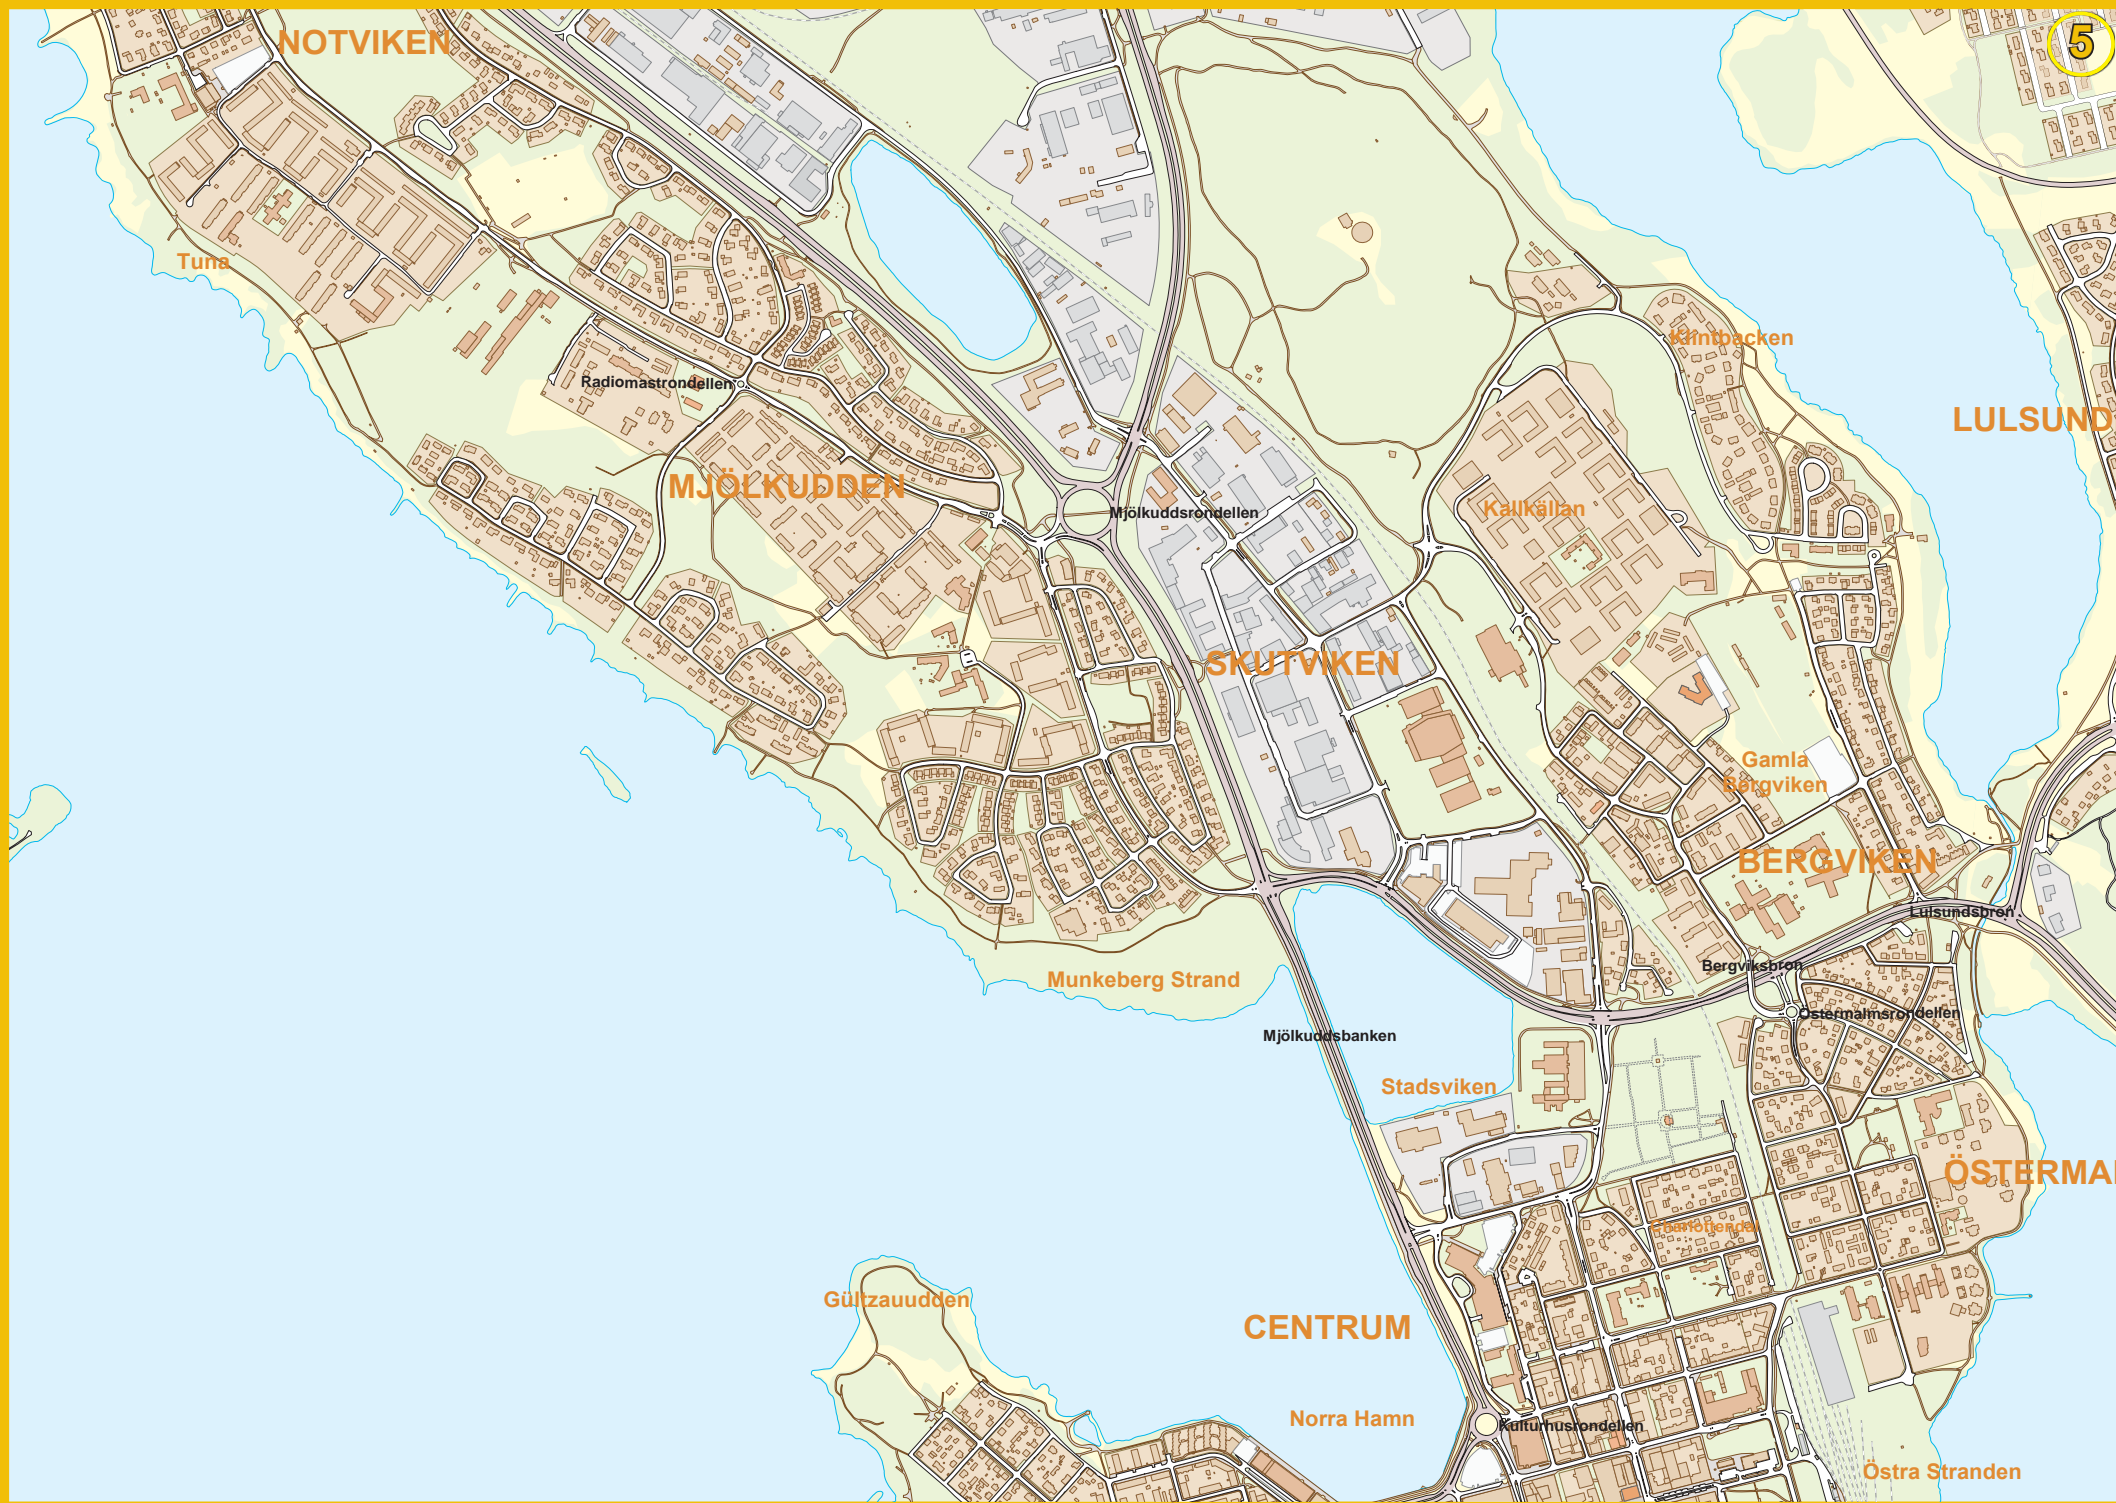 NOTVIKEN
5
Tuna
Klintbacken
Radiomastrondellen
LULSUND
MJÖLKUDDEN
Kallkällan
Mjölkuddsrondellen
SKUTVIKEN
Gamla
Bergviken
BERGVIKEN
Lulsundsbron
Bergviksbron
Munkeberg Strand
Östermalmsrondellen
Mjölkuddsbanken
Stadsviken
ÖSTERMAL
Charlottendal
Gültzauudden
CENTRUM
Norra Hamn
Kulturhusrondellen
Östra Stranden